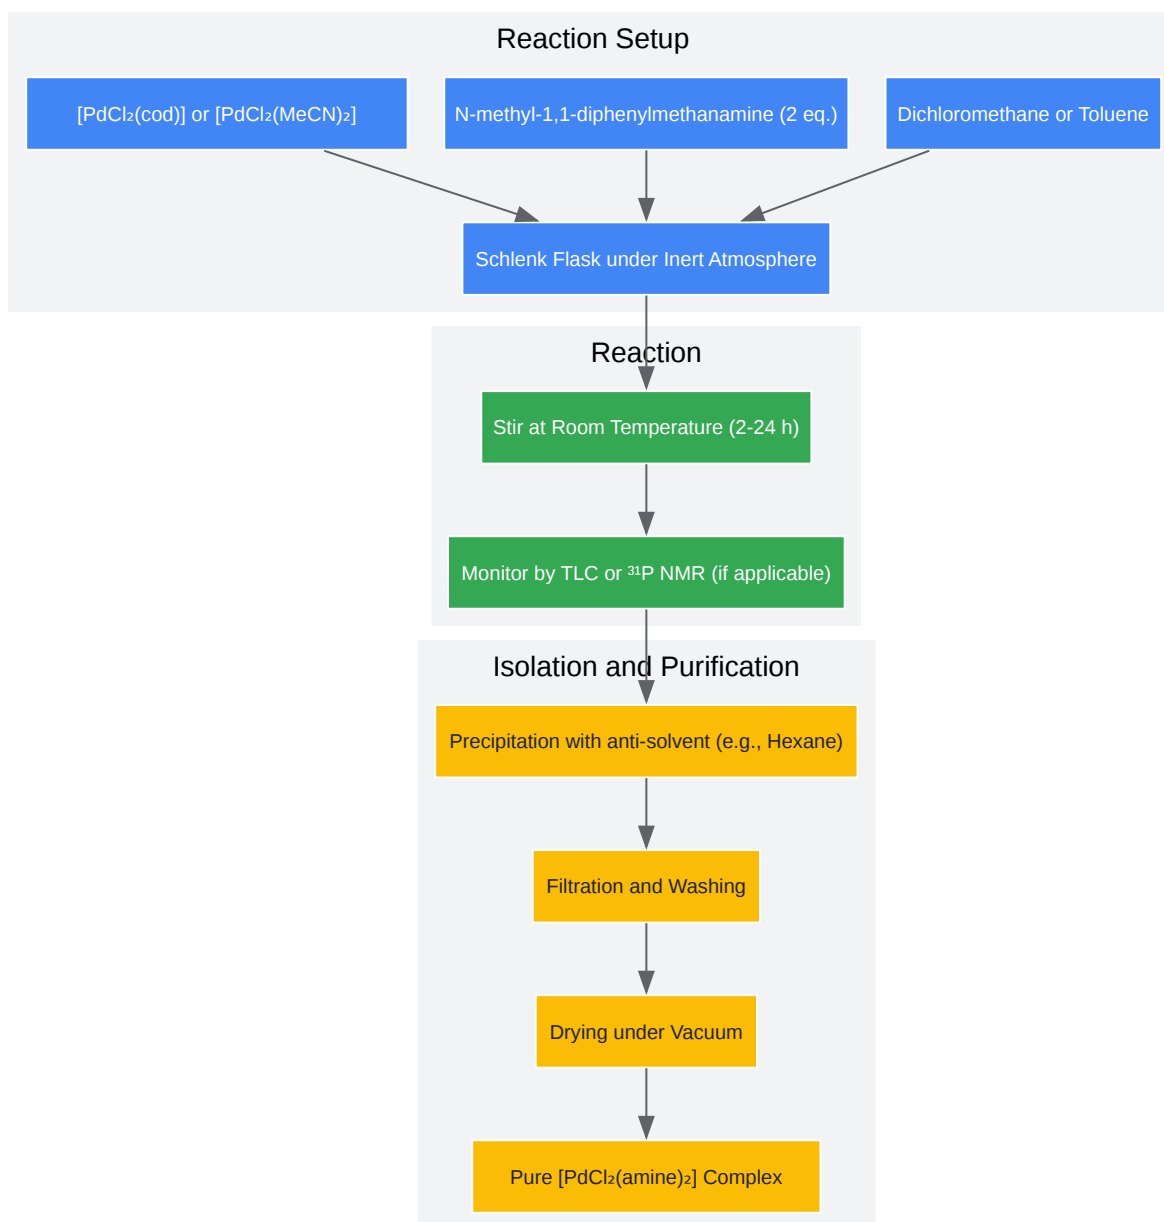 Reaction Setup
[PdCl₂(cod)] or [PdCl₂(MeCN)₂]
N-methyl-1,1-diphenylmethanamine (2 eq.)
Dichloromethane or Toluene
Schlenk Flask under Inert Atmosphere
Reaction
Stir at Room Temperature (2-24 h)
Monitor by TLC or ³¹P NMR (if applicable)
Isolation and Purification
Precipitation with anti-solvent (e.g., Hexane)
Filtration and Washing
Drying under Vacuum
Pure [PdCl₂(amine)₂] Complex